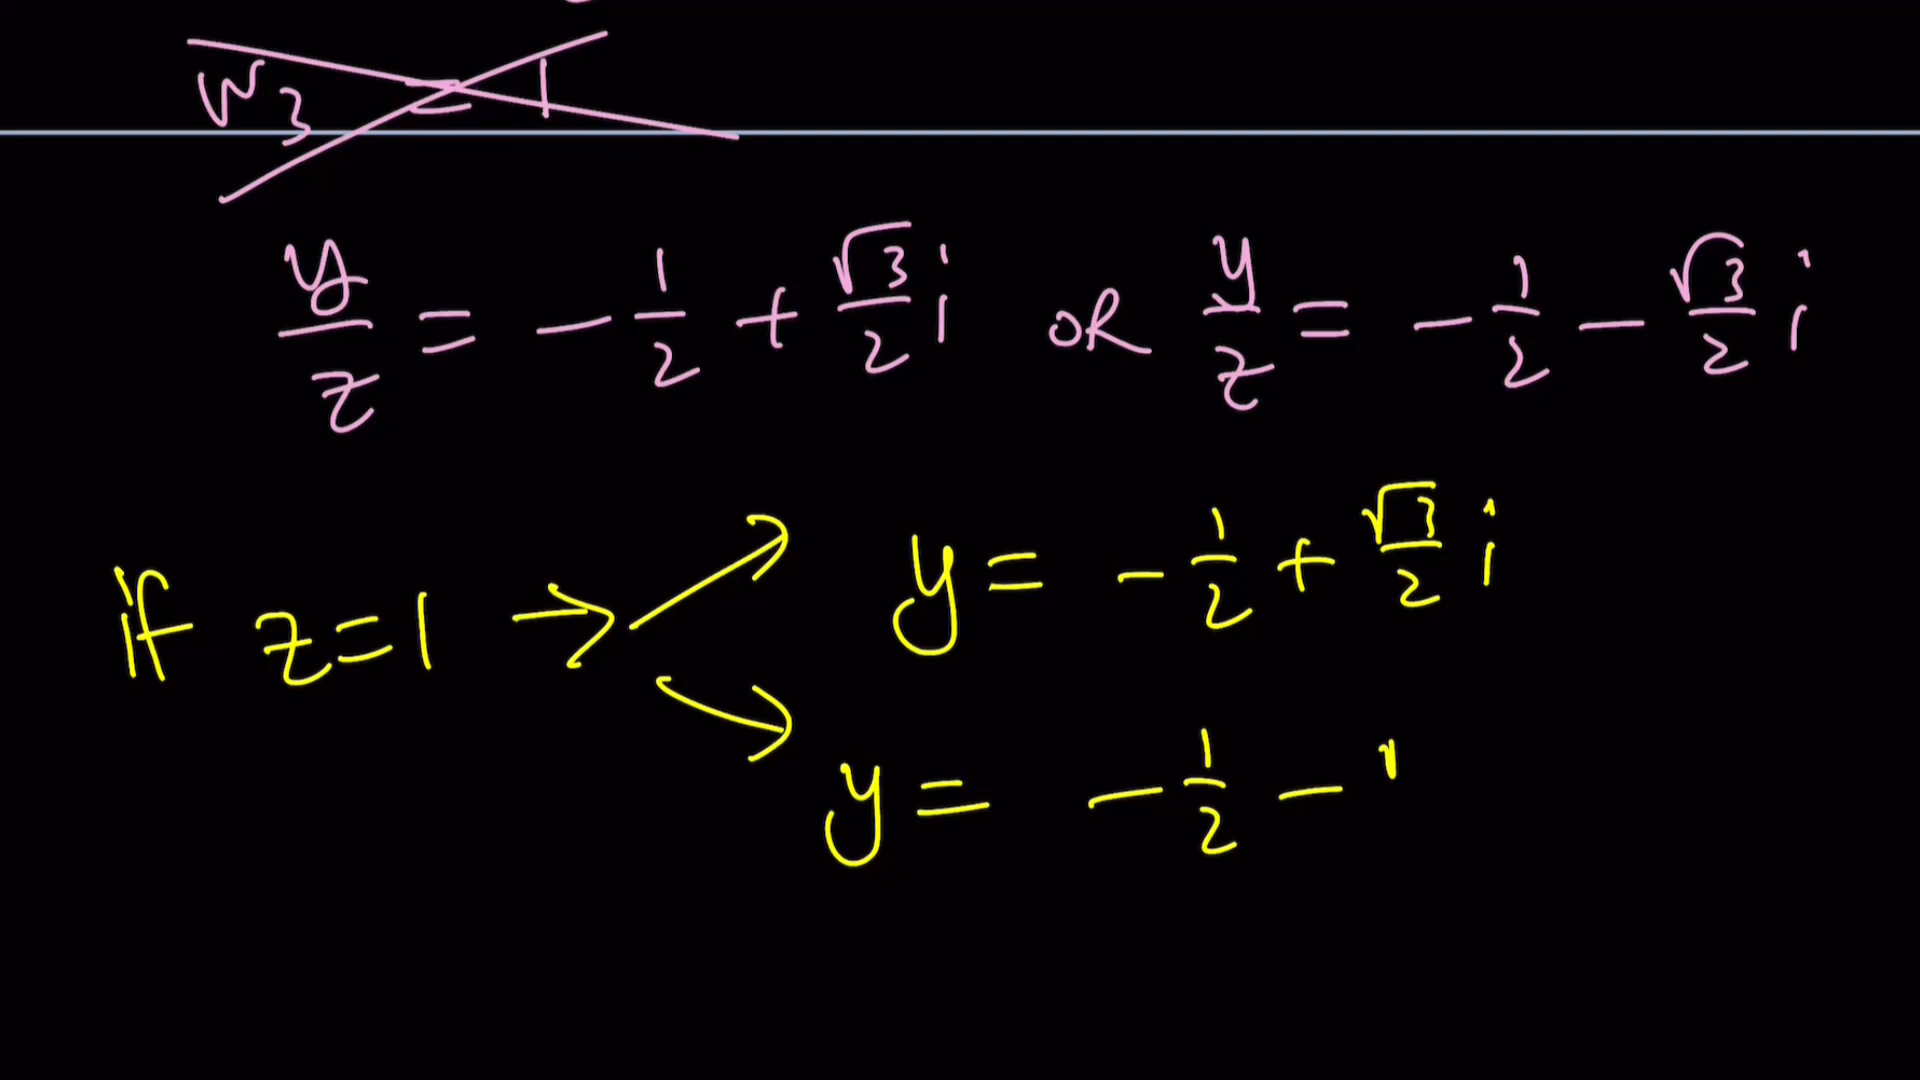 w₃ = 1
y/z = - 1/2 + √3/2 i OR y/z = - 1/2 - √3/2 i
if z=1 → y = - 1/2 + √3/2 i
y = - 1/2 -